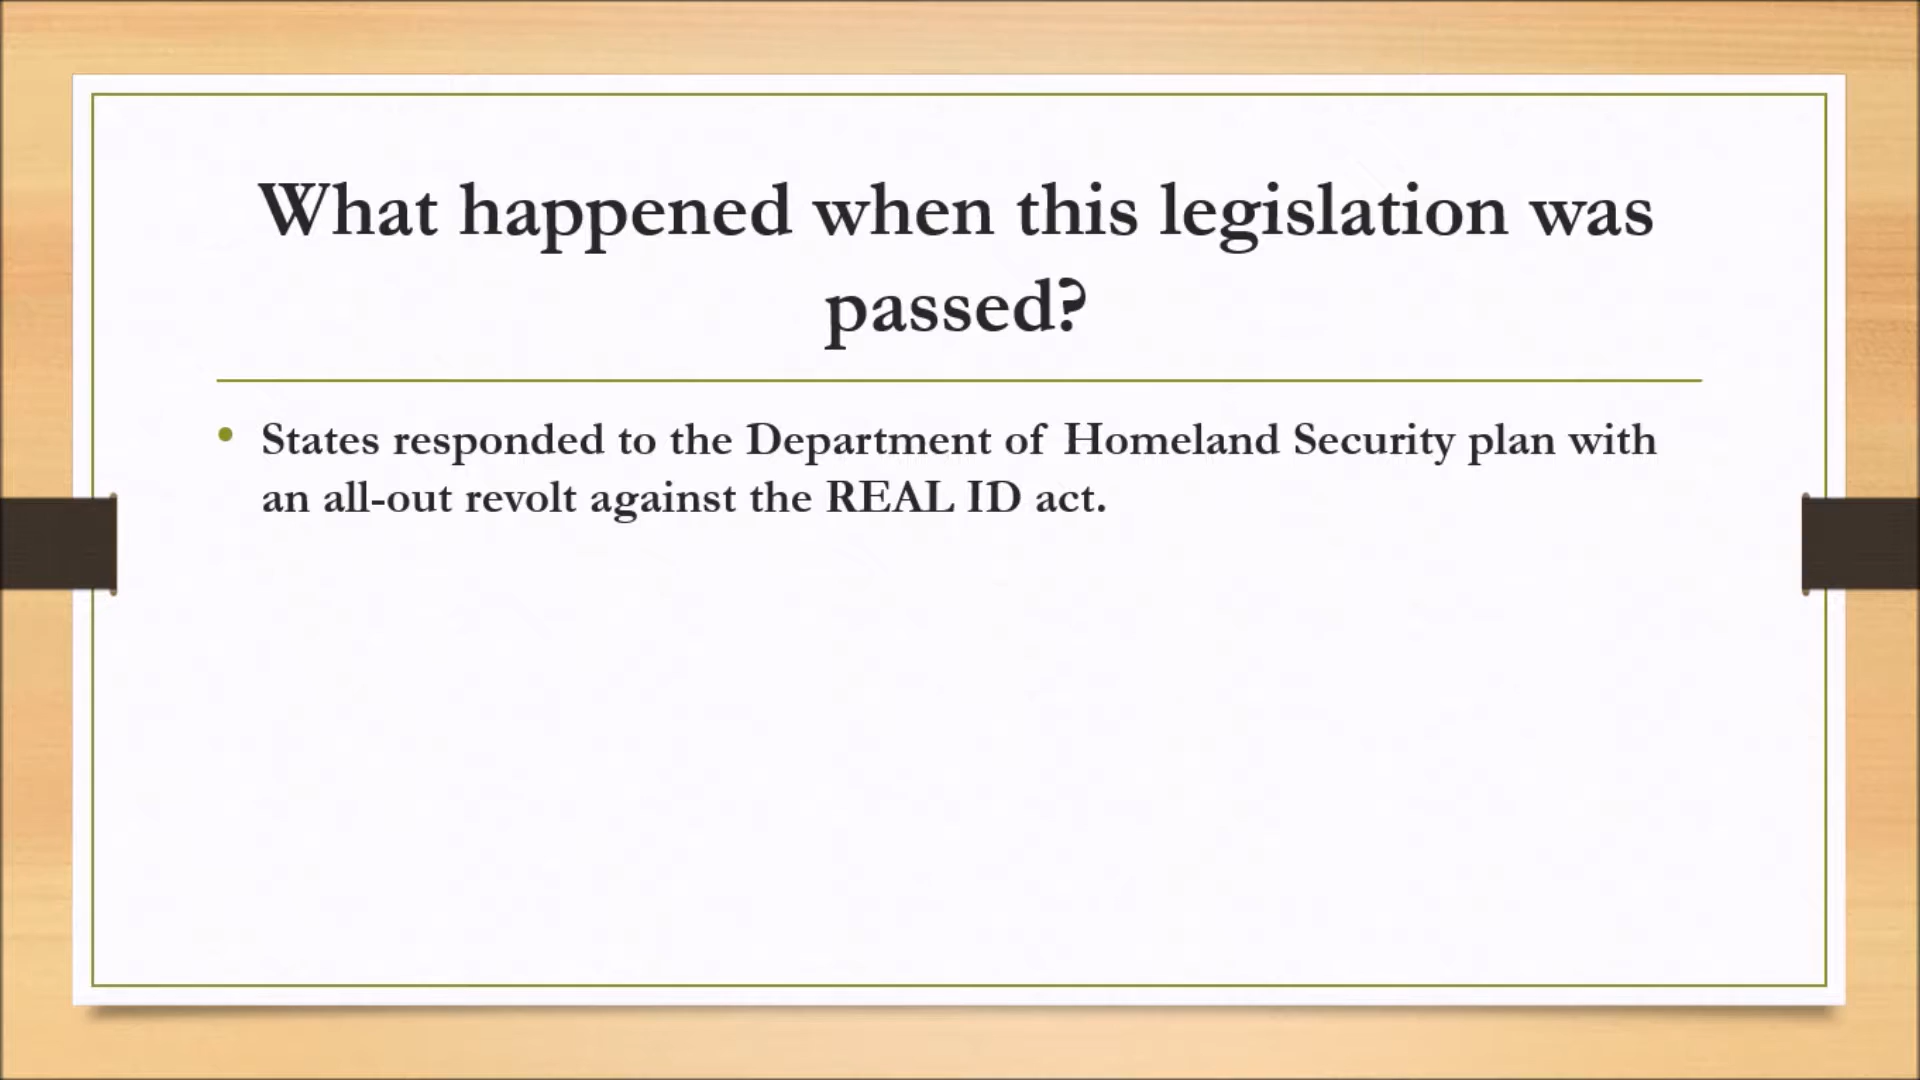 What happened when this legislation was
passed?
• States responded to the Department of Homeland Security plan with
an all-out revolt against the REAL ID act.